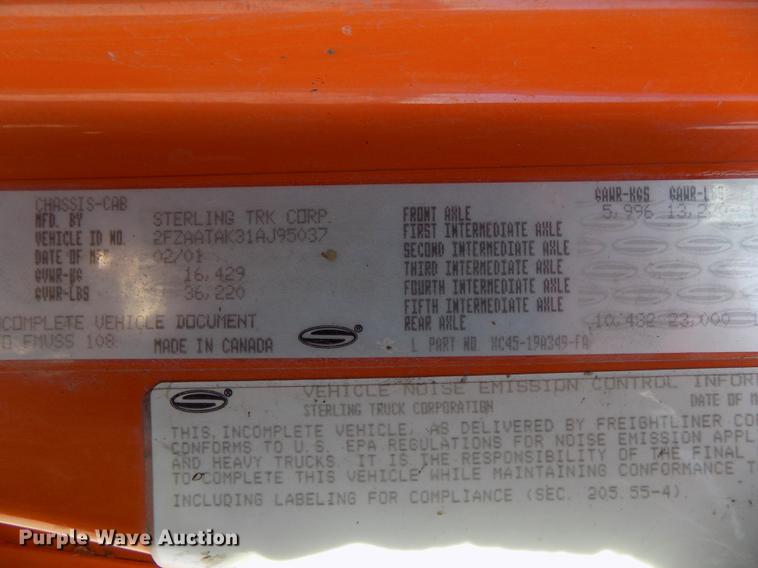 CHASSIS-CAB
MFD. BY STERLING TRK CORP.
VEHICLE ID NO. 2FZAATAK31AJ95037
DATE OF 02/01
GVWR-KG 16,429
GVWR-LBS 36,220
INCOMPLETE VEHICLE DOCUMENT
FMVSS 108
MADE IN CANADA
GAWR-KGS GAWR-LBS
FRONT AXLE 5,996
FIRST INTERMEDIATE AXLE
SECOND INTERMEDIATE AXLE
THIRD INTERMEDIATE AXLE
FOURTH INTERMEDIATE AXLE
FIFTH INTERMEDIATE AXLE
REAR AXLE 10,432 23,000
L PART NO. XC45-19A349-FA
VEHICLE NOISE EMISSION CONTROL INFOR
STERLING TRUCK CORPORATION DATE OF M
THIS INCOMPLETE VEHICLE, AS DELIVERED BY FREIGHTLINER COR
CONFORMS TO U.S. EPA REGULATIONS FOR NOISE EMISSION APPL
AND HEAVY TRUCKS. IT IS THE RESPONSIBILITY OF THE FINAL
TO COMPLETE THIS VEHICLE WHILE MAINTAINING CONFORMANCE T
INCLUDING LABELING FOR COMPLIANCE (SEC. 205.55-4).
Purple Wave Auction